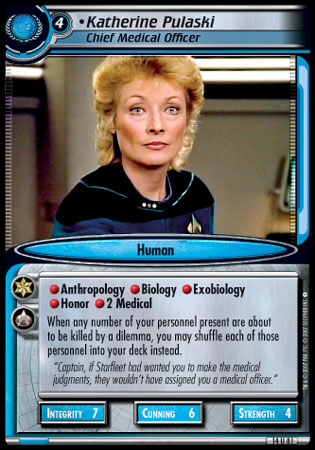 4
•Katherine Pulaski
Chief Medical Officer
Human
Anthropology Biology Exobiology
Honor 2 Medical
When any number of your personnel present are about
to be killed by a dilemma, you may shuffle each of those
personnel into your deck instead.
"Captain, if Starfleet had wanted you to make the medical
judgments, they wouldn't have assigned you a medical officer."
Integrity 7 Cunning 6 Strength 4